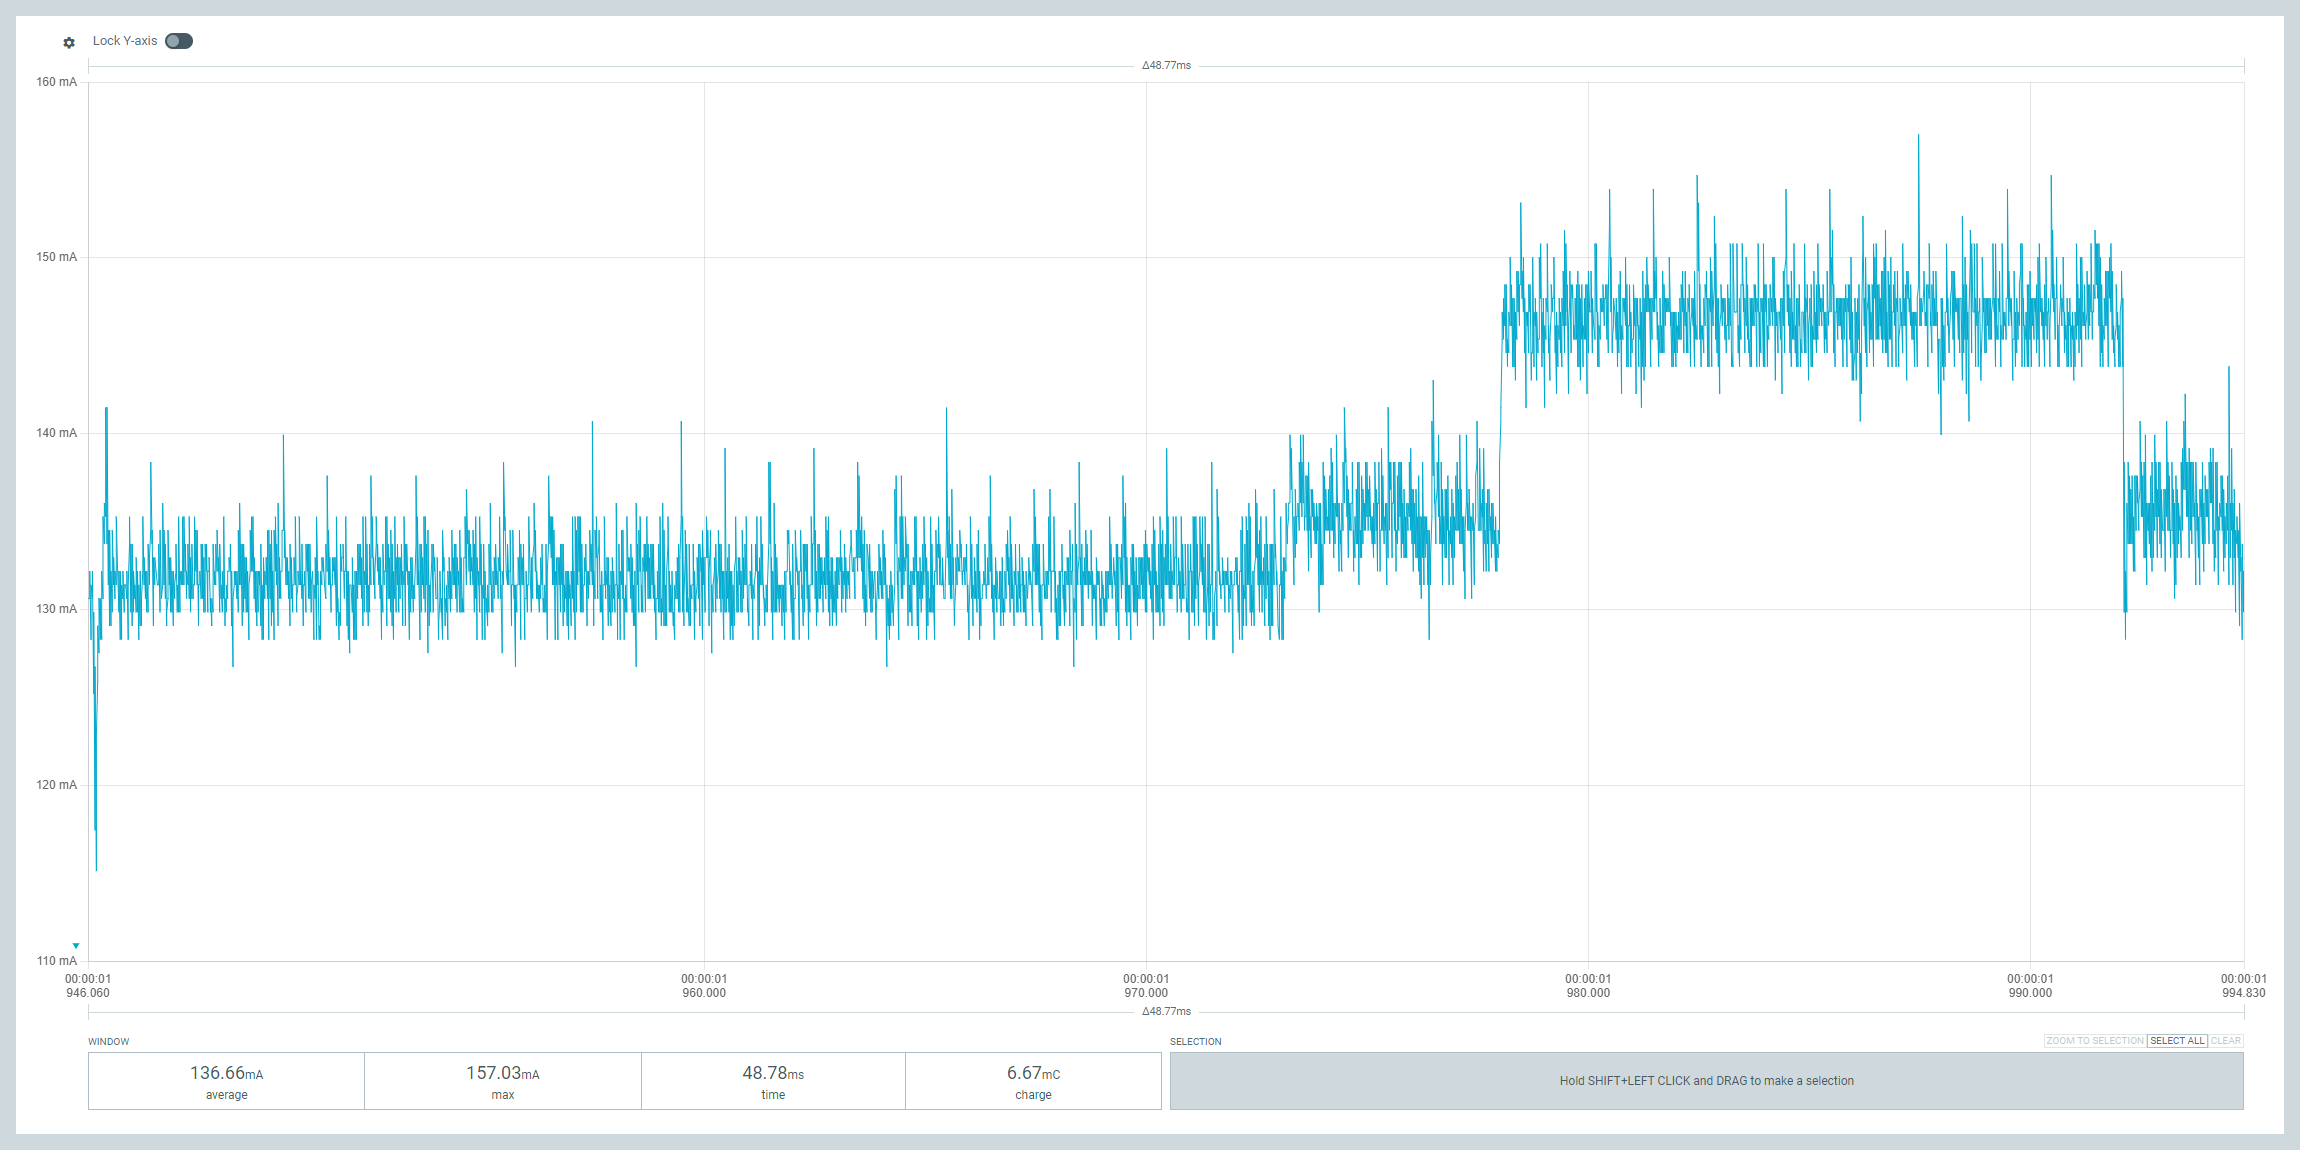 Lock Y-axis
Δ48.77ms
160 mA
150 mA
140 mA
130 mA
120 mA
110 mA
00:00:01 00:00:01 00:00:01 00:00:01 00:00:01 00:00:01
946.060 960.000 970.000 980.000 990.000 994.830
Δ48.77ms
WINDOW SELECTION ZOOM TO SELECTION SELECT ALL CLEAR
136.66mA 157.03mA 48.78ms 6.67mC
average max time charge
Hold SHIFT+LEFT CLICK and DRAG to make a selection